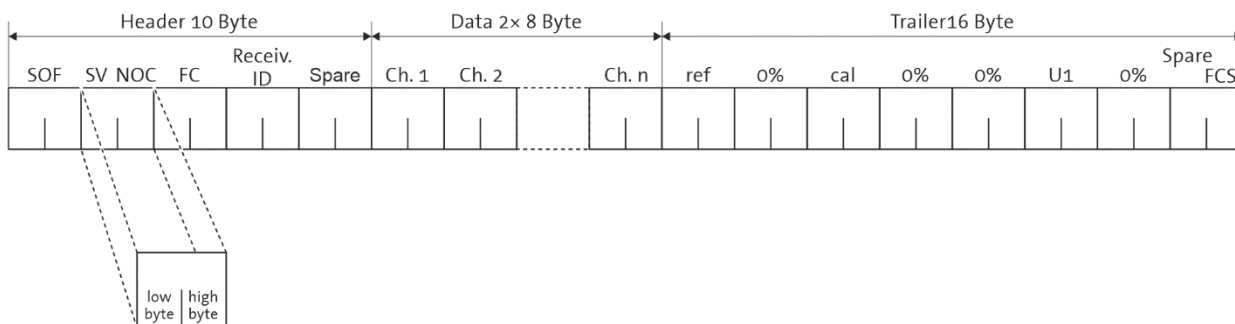 Header 10 Byte Data 2× 8 Byte Trailer16 Byte
SOF SV NOC FC Receiv. ID Spare Ch. 1 Ch. 2 Ch. n ref 0% cal 0% 0% U1 0% Spare FCS
low byte high byte